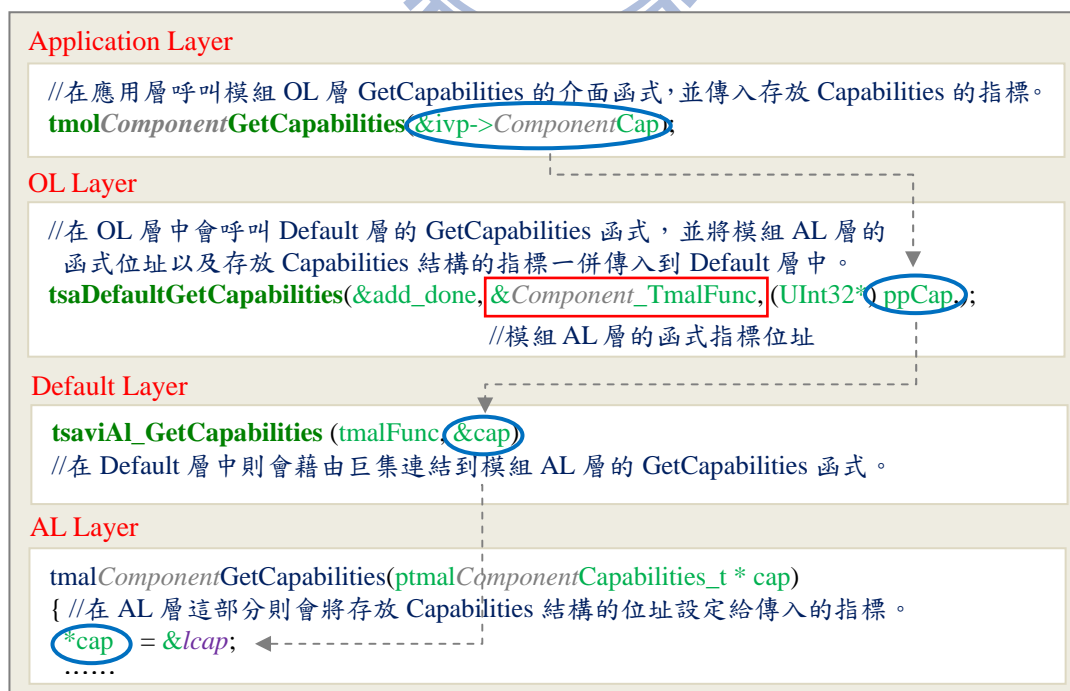 Application Layer
//在應用層呼叫模組 OL 層 GetCapabilities 的介面函式,並傳入存放 Capabilities 的指標。
tmolComponentGetCapabilities(&ivp->ComponentCap);
OL Layer
//在 OL 層中會呼叫 Default 層的 GetCapabilities 函式，並將模組 AL 層的
函式位址以及存放 Capabilities 結構的指標一併傳入到 Default 層中。
tsaDefaultGetCapabilities(&add_done, &Component_TmalFunc, (UInt32*) ppCap,);
//模組 AL 層的函式指標位址
Default Layer
tsaviAl_GetCapabilities (tmalFunc, &cap)
//在 Default 層中則會藉由巨集連結到模組 AL 層的 GetCapabilities 函式。
AL Layer
tmalComponentGetCapabilities(ptmalComponentCapabilities_t * cap)
{ //在 AL 層這部分則會將存放 Capabilities 結構的位址設定給傳入的指標。
*cap = &lcap;
……